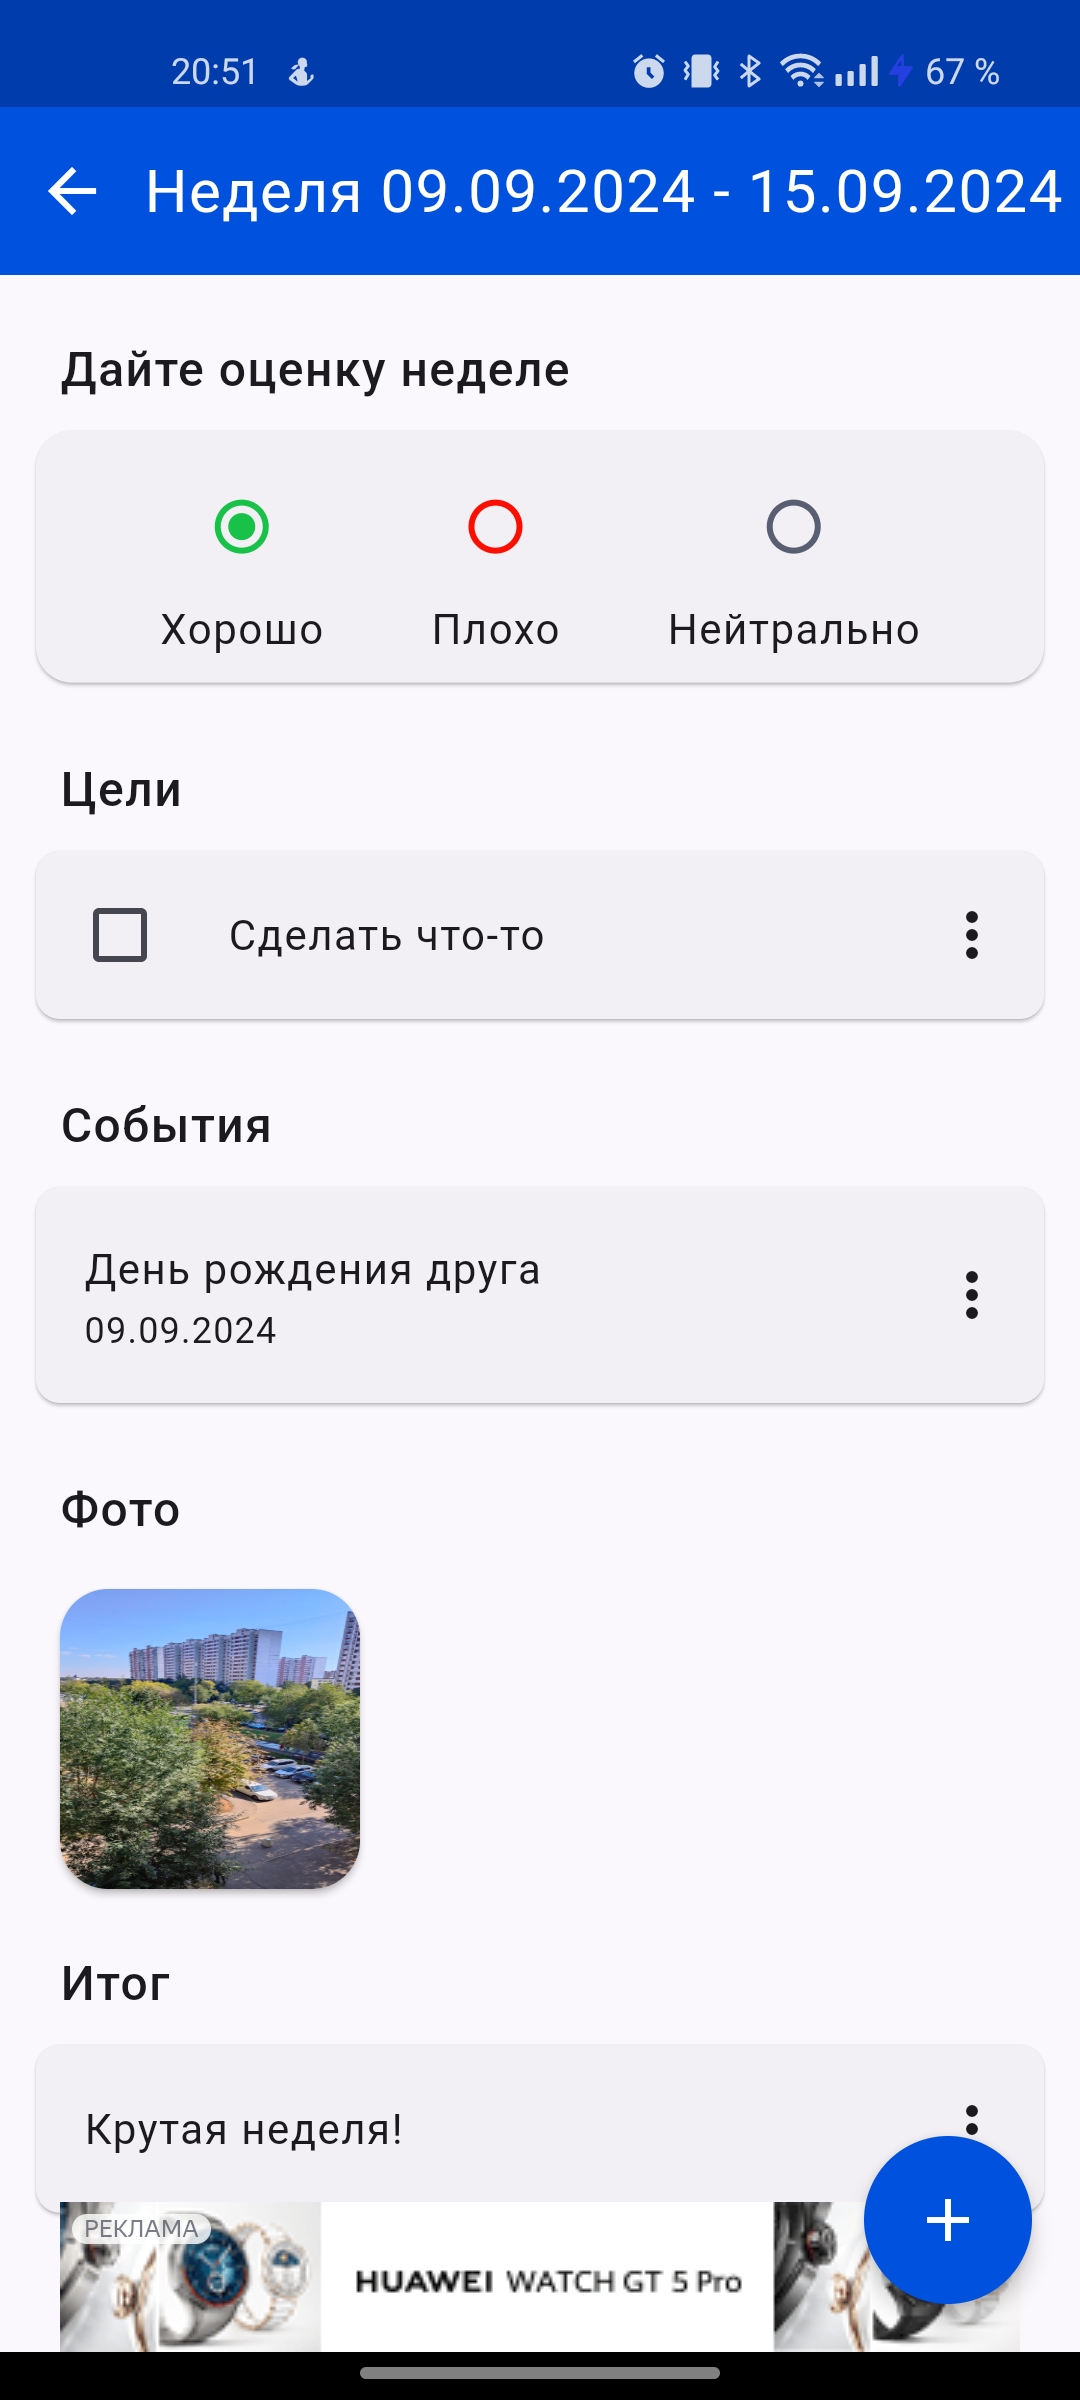 20:51
67 %
Неделя 09.09.2024 - 15.09.2024
Дайте оценку неделе
Хорошо
Плохо
Нейтрально
Цели
Сделать что-то
События
День рождения друга
09.09.2024
Фото
Итог
Крутая неделя!
РЕКЛАМА
HUAWEI WATCH GT 5 Pro